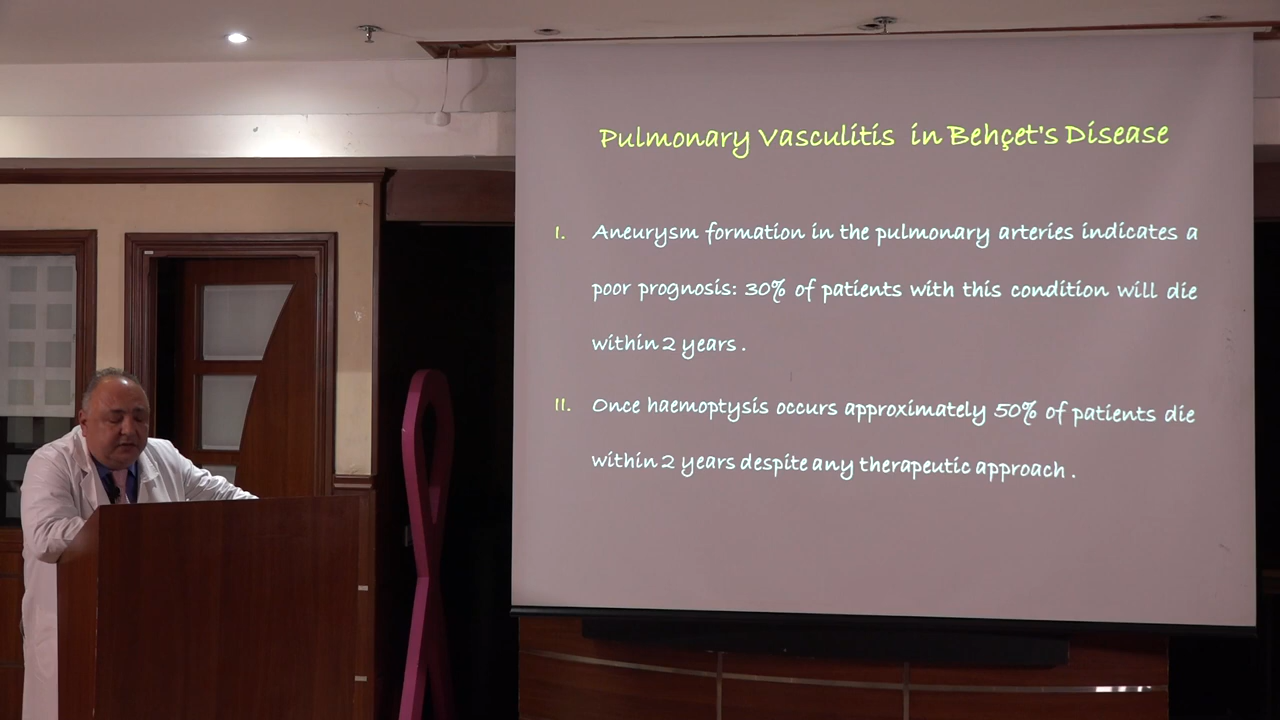 Pulmonary Vasculitis in Behçet's Disease
I. Aneurysm formation in the pulmonary arteries indicates a
poor prognosis: 30% of patients with this condition will die
within 2 years .
II. Once haemoptysis occurs approximately 50% of patients die
within 2 years despite any therapeutic approach .